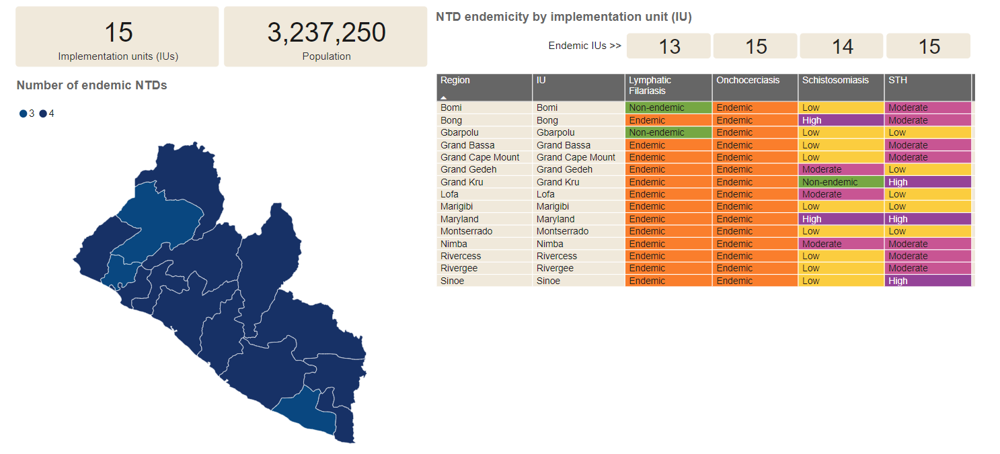 15
Implementation units (IUs)
3,237,250
Population
Number of endemic NTDs
3 4
NTD endemicity by implementation unit (IU)
Endemic IUs >> 13 15 14 15
Region IU Lymphatic Filariasis Onchocerciasis Schistosomiasis STH
Bomi Bomi Non-endemic Endemic Low Moderate
Bong Bong Endemic Endemic High Moderate
Gbarpolu Gbarpolu Non-endemic Endemic Low Low
Grand Bassa Grand Bassa Endemic Endemic Low Moderate
Grand Cape Mount Grand Cape Mount Endemic Endemic Low Moderate
Grand Gedeh Grand Gedeh Endemic Endemic Moderate Low
Grand Kru Grand Kru Endemic Endemic Non-endemic High
Lofa Lofa Endemic Endemic Moderate Low
Marigibi Marigibi Endemic Endemic Low Low
Maryland Maryland Endemic Endemic High High
Montserrado Montserrado Endemic Endemic Low Low
Nimba Nimba Endemic Endemic Moderate Moderate
Rivercess Rivercess Endemic Endemic Low Moderate
Rivergee Rivergee Endemic Endemic Low Moderate
Sinoe Sinoe Endemic Endemic Low High